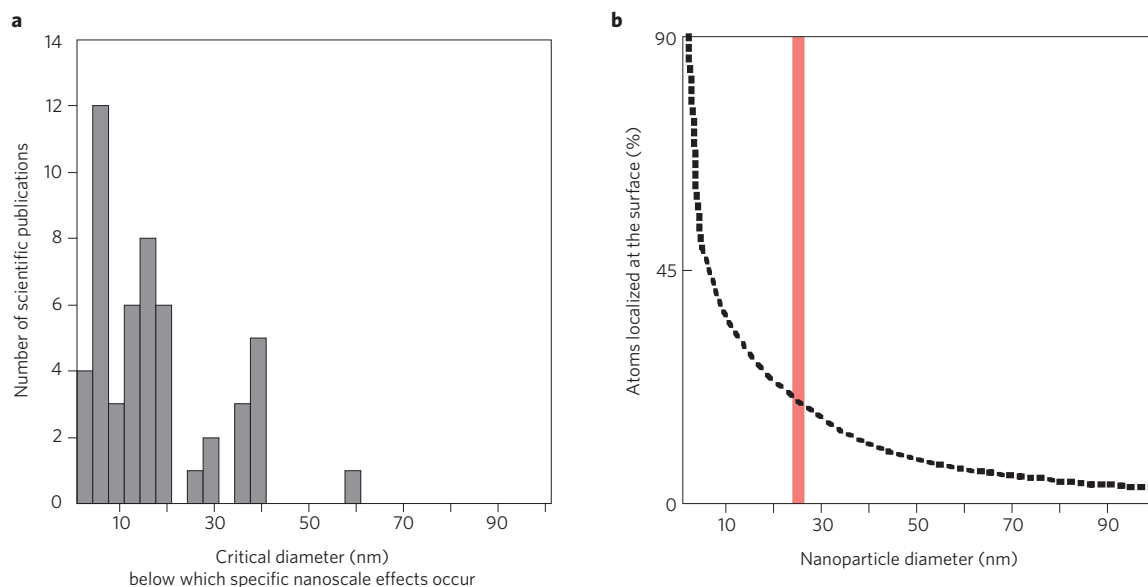 a
14
12
10
8
6
4
2
0
Number of scientific publications
10 30 50 70 90
Critical diameter (nm)
below which specific nanoscale effects occur
b
90
45
0
Atoms localized at the surface (%)
10 30 50 70 90
Nanoparticle diameter (nm)